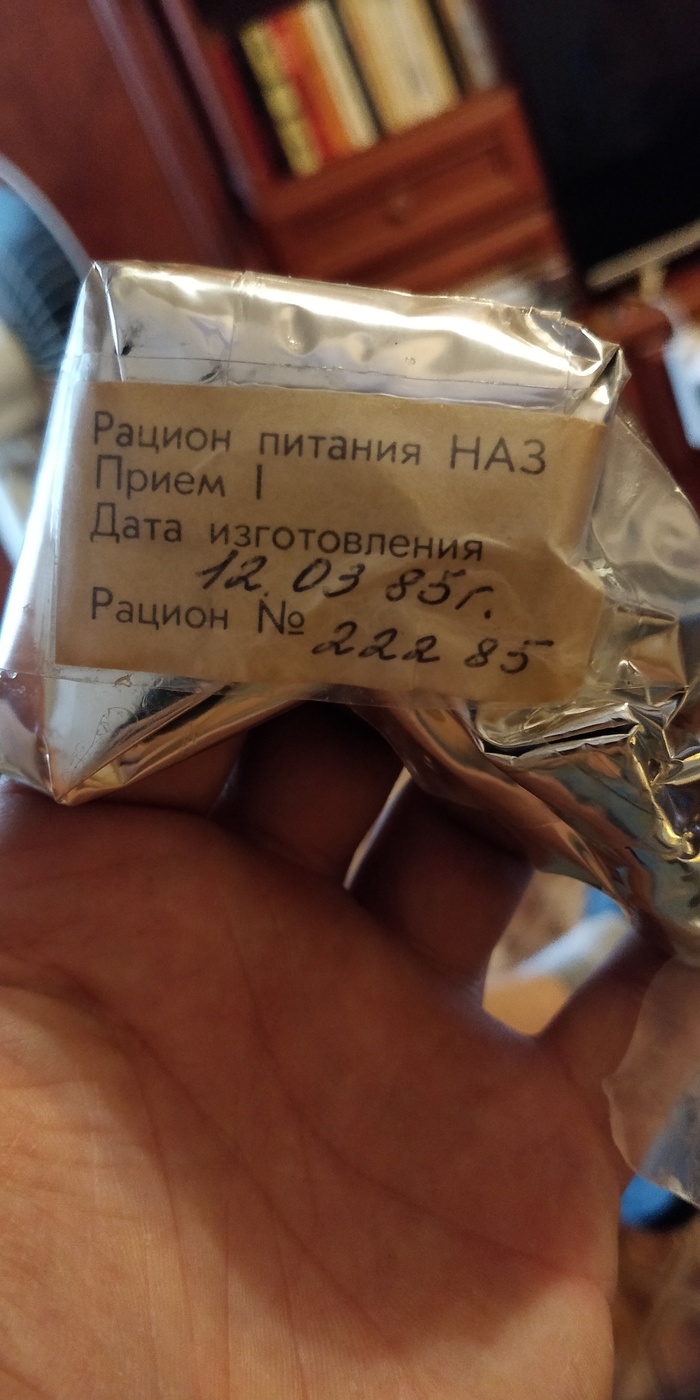 Рацион питания НАЗ
Прием I
Дата изготовления
12.03 85г.
Рацион № 222 85